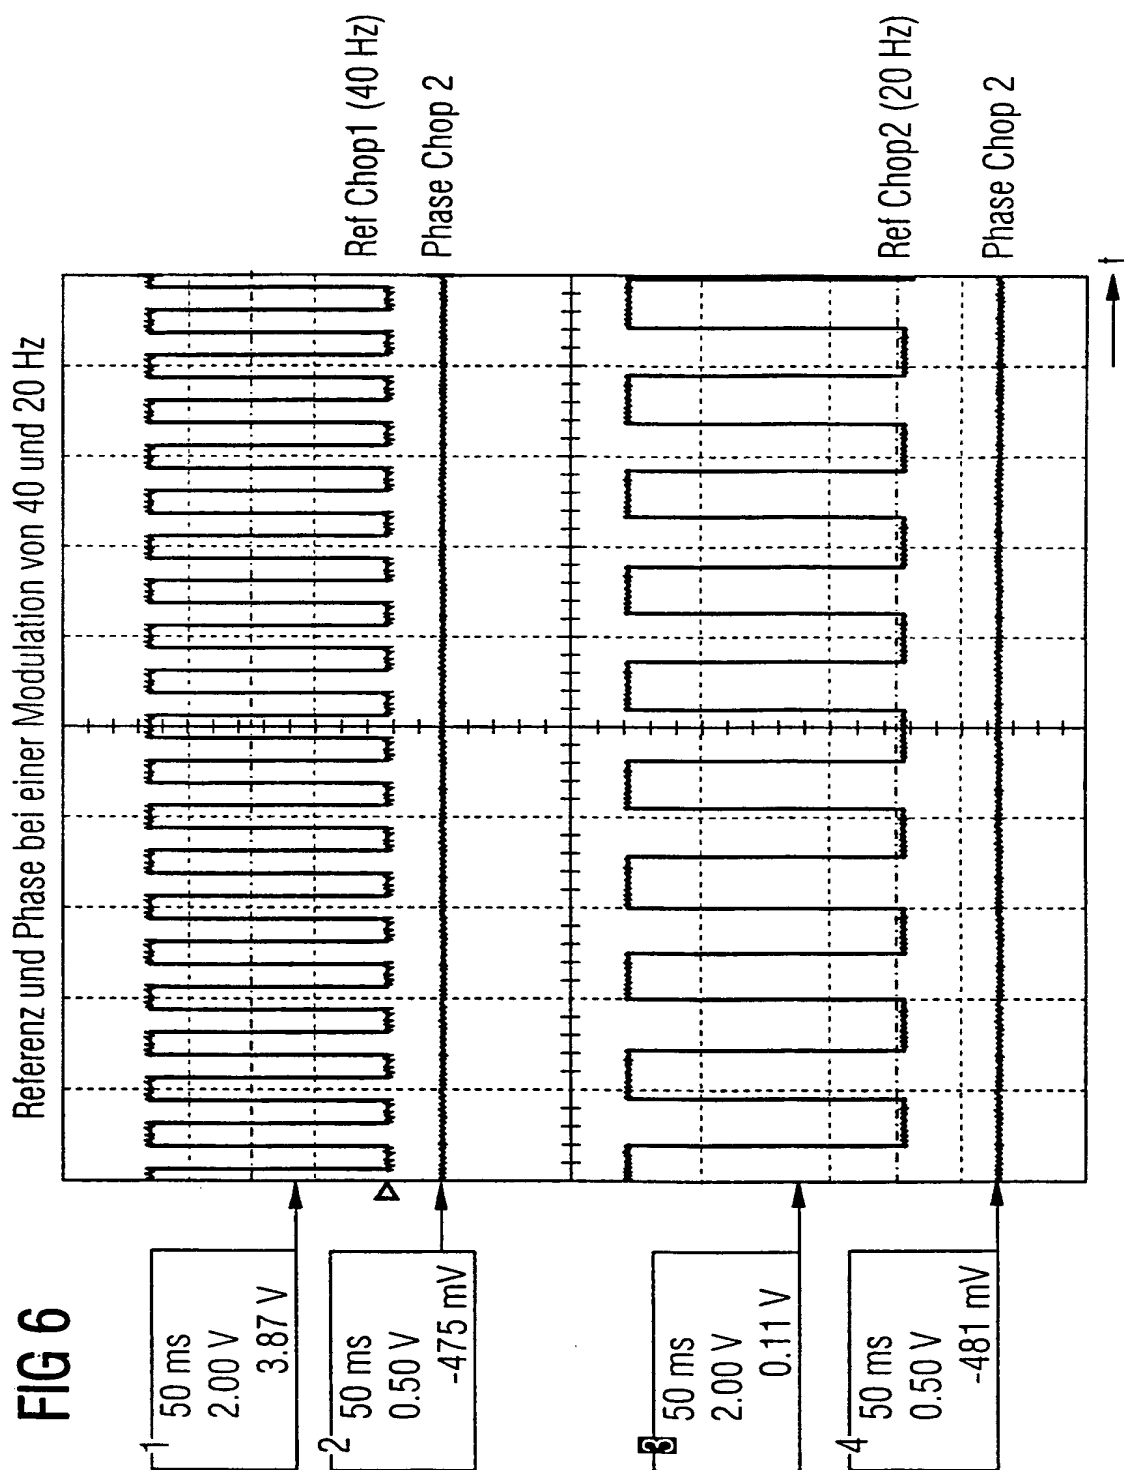 FIG 6
Referenz und Phase bei einer Modulation von 40 und 20 Hz
1
50 ms
2.00 V
3.87 V
Ref Chop1 (40 Hz)
2
50 ms
0.50 V
-475 mV
Phase Chop 2
3
50 ms
2.00 V
0.11 V
Ref Chop2 (20 Hz)
4
50 ms
0.50 V
-481 mV
Phase Chop 2
t